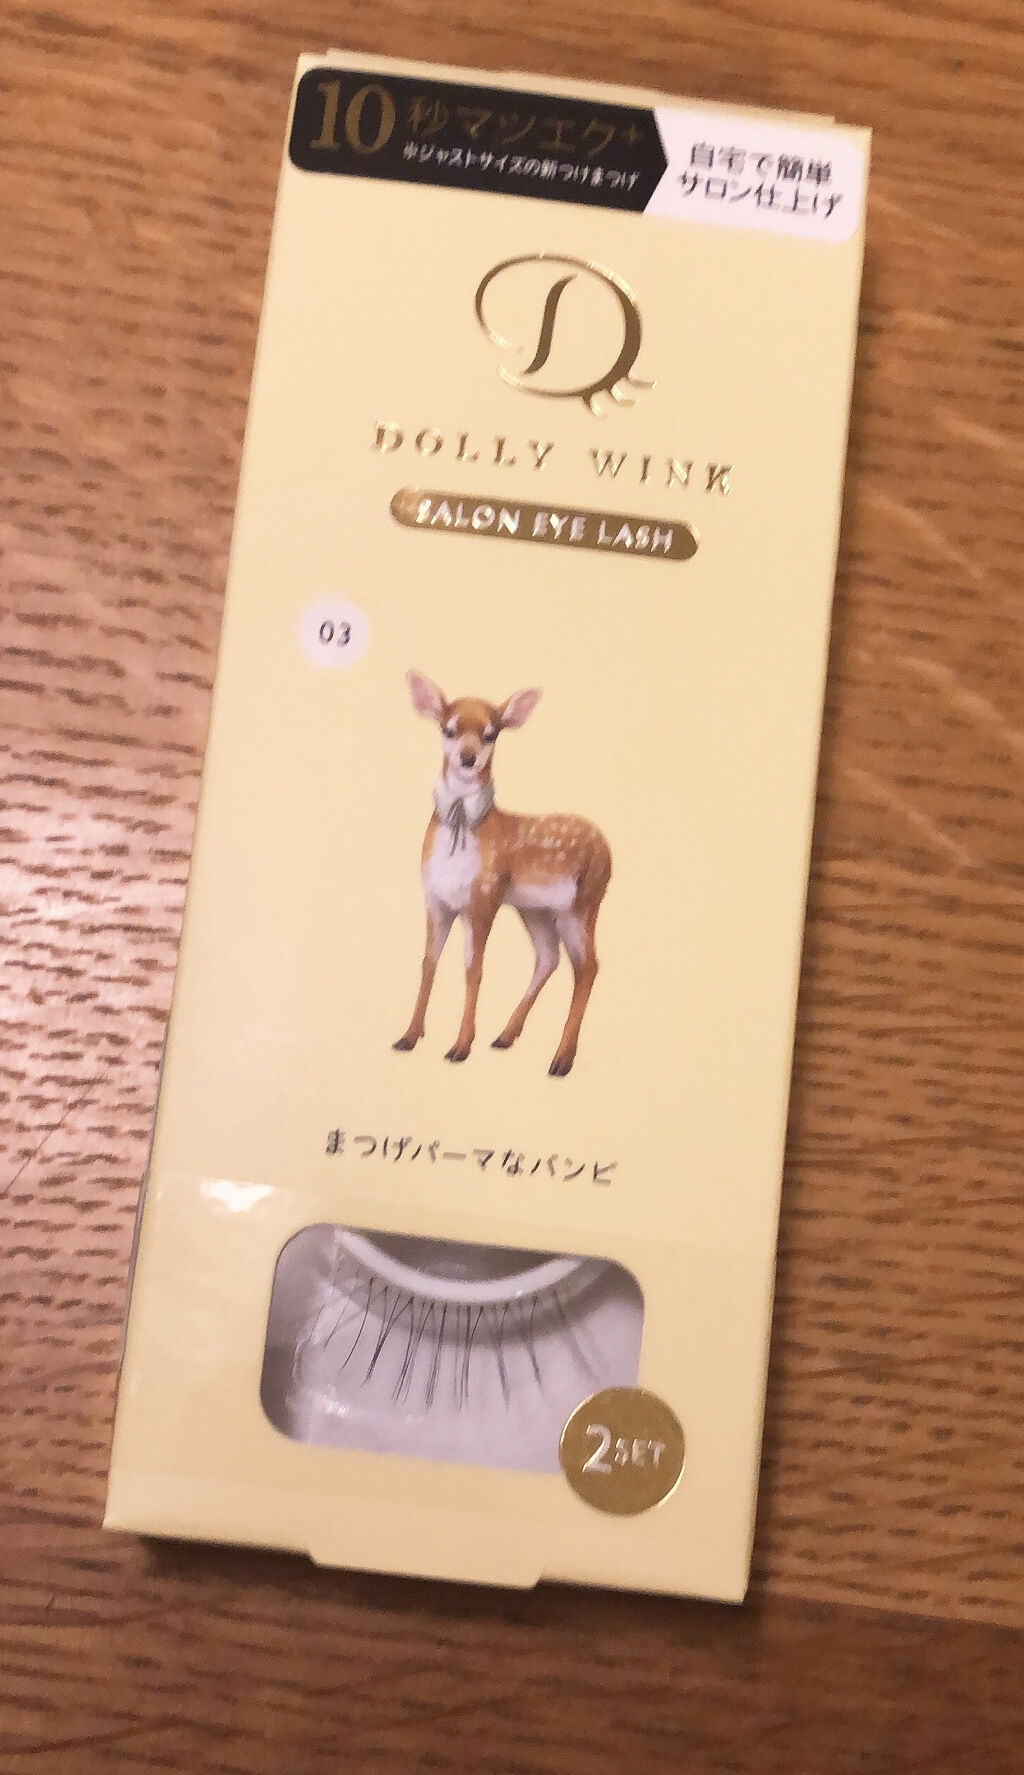 10秒マツエク+
※ジャストサイズの新つけまつげ
自宅で簡単
サロン仕上げ
D
DOLLY WINK
SALON EYE LASH
03
まつげパーマなバンビ
2SET